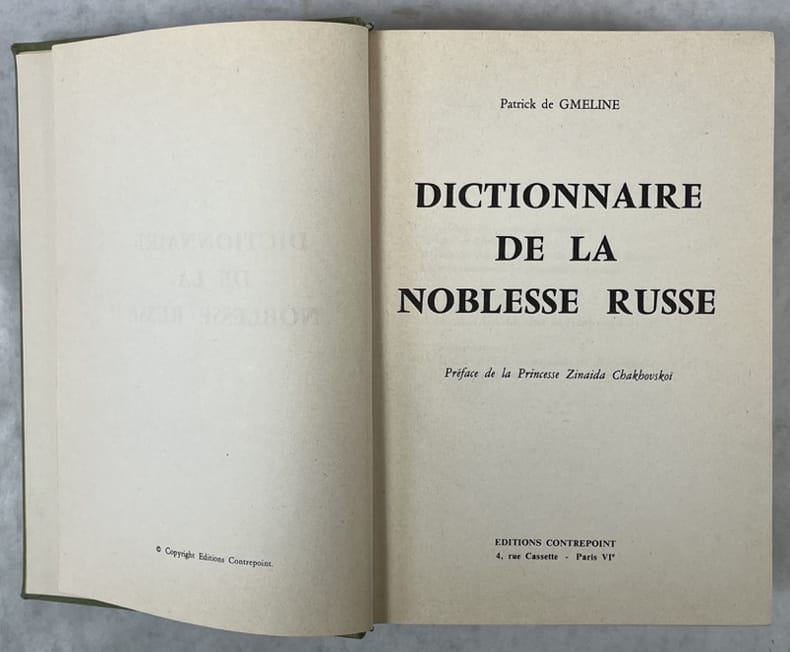 © Copyright Editions Contrepoint.
Patrick de GMELINE
DICTIONNAIRE
DE LA
NOBLESSE RUSSE
Préface de la Princesse Zinaida Chakhovskoï
EDITIONS CONTREPOINT
4, rue Cassette - Paris VIᵉ